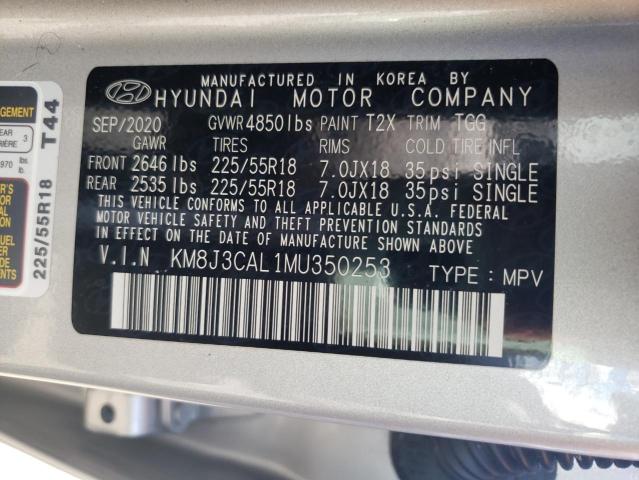 MANUFACTURED IN KOREA BY
HYUNDAI MOTOR COMPANY
SEP/2020 GVWR 4850lbs PAINT T2X TRIM TGG
GAWR TIRES RIMS COLD TIRE INFL
FRONT 2646 lbs 225/55R18 7.0JX18 35psi SINGLE
REAR 2535 lbs 225/55R18 7.0JX18 35psi SINGLE
THIS VEHICLE CONFORMS TO ALL APPLICABLE U.S.A. FEDERAL
MOTOR VEHICLE SAFETY AND THEFT PREVENTION STANDARDS
IN EFFECT ON THE DATE OF MANUFACTURE SHOWN ABOVE.
V.I.N KM8J3CAL1MU350253 TYPE : MPV
225/55R18 T44
3
970 lbs.